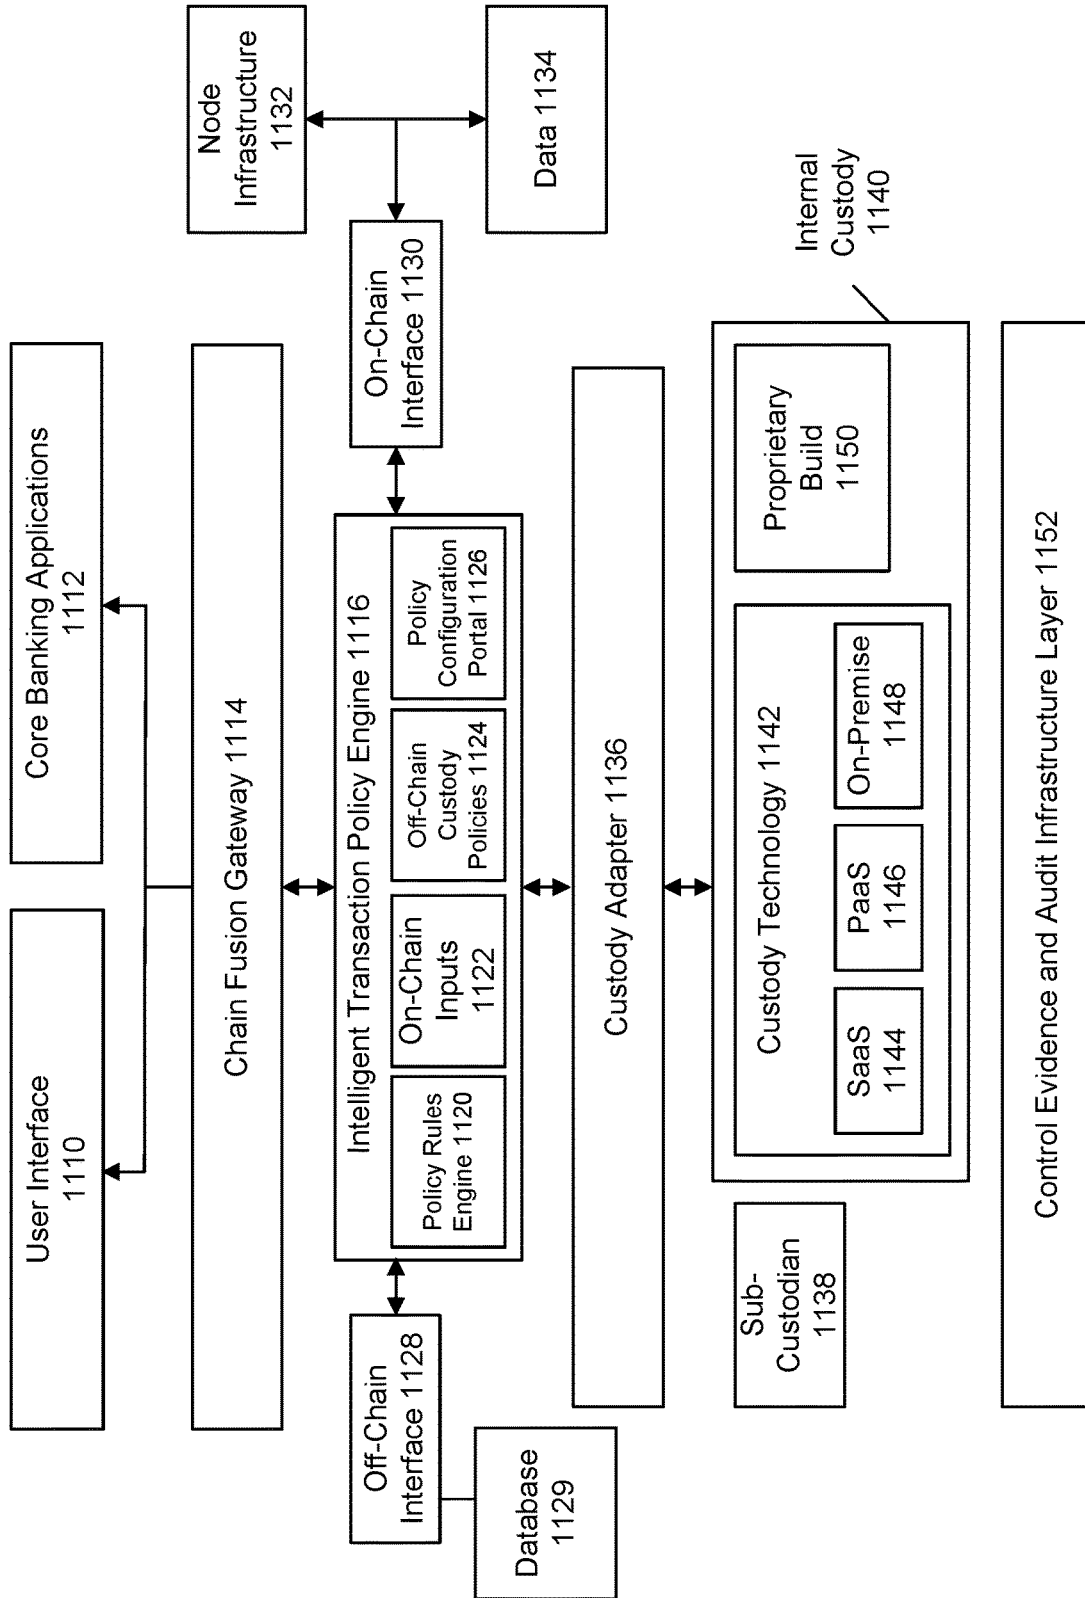 User Interface
1110
Core Banking Applications
1112
Chain Fusion Gateway 1114
Intelligent Transaction Policy Engine 1116
Policy Rules
Engine 1120
On-Chain
Inputs
1122
Off-Chain
Custody
Policies 1124
Policy
Configuration
Portal 1126
Off-Chain
Interface 1128
Database
1129
On-Chain
Interface 1130
Node
Infrastructure
1132
Data 1134
Custody Adapter 1136
Sub-
Custodian
1138
Internal
Custody
1140
Custody Technology 1142
SaaS
1144
PaaS
1146
On-Premise
1148
Proprietary
Build
1150
Control Evidence and Audit Infrastructure Layer 1152